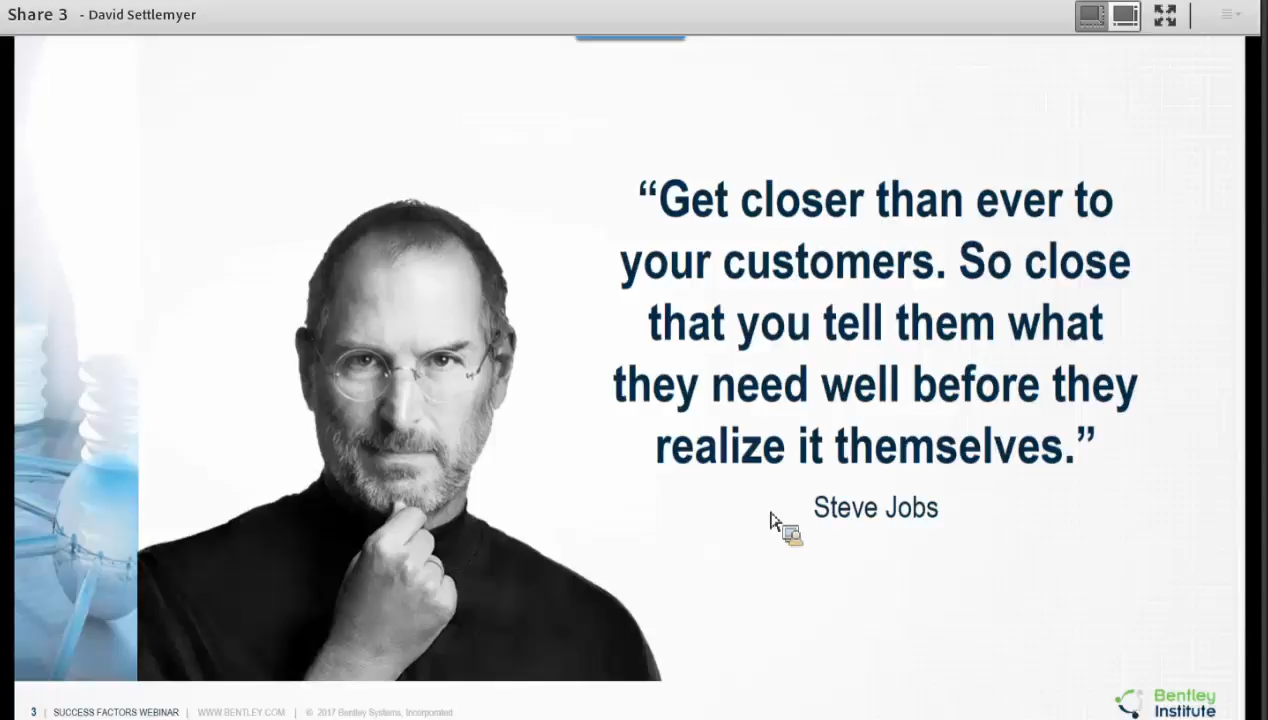 Share 3 - David Settlemyer
“Get closer than ever to
your customers. So close
that you tell them what
they need well before they
realize it themselves.”
Steve Jobs
3 | SUCCESS FACTORS WEBINAR | WWW.BENTLEY.COM | © 2017 Bentley Systems, Incorporated
Bentley
Institute